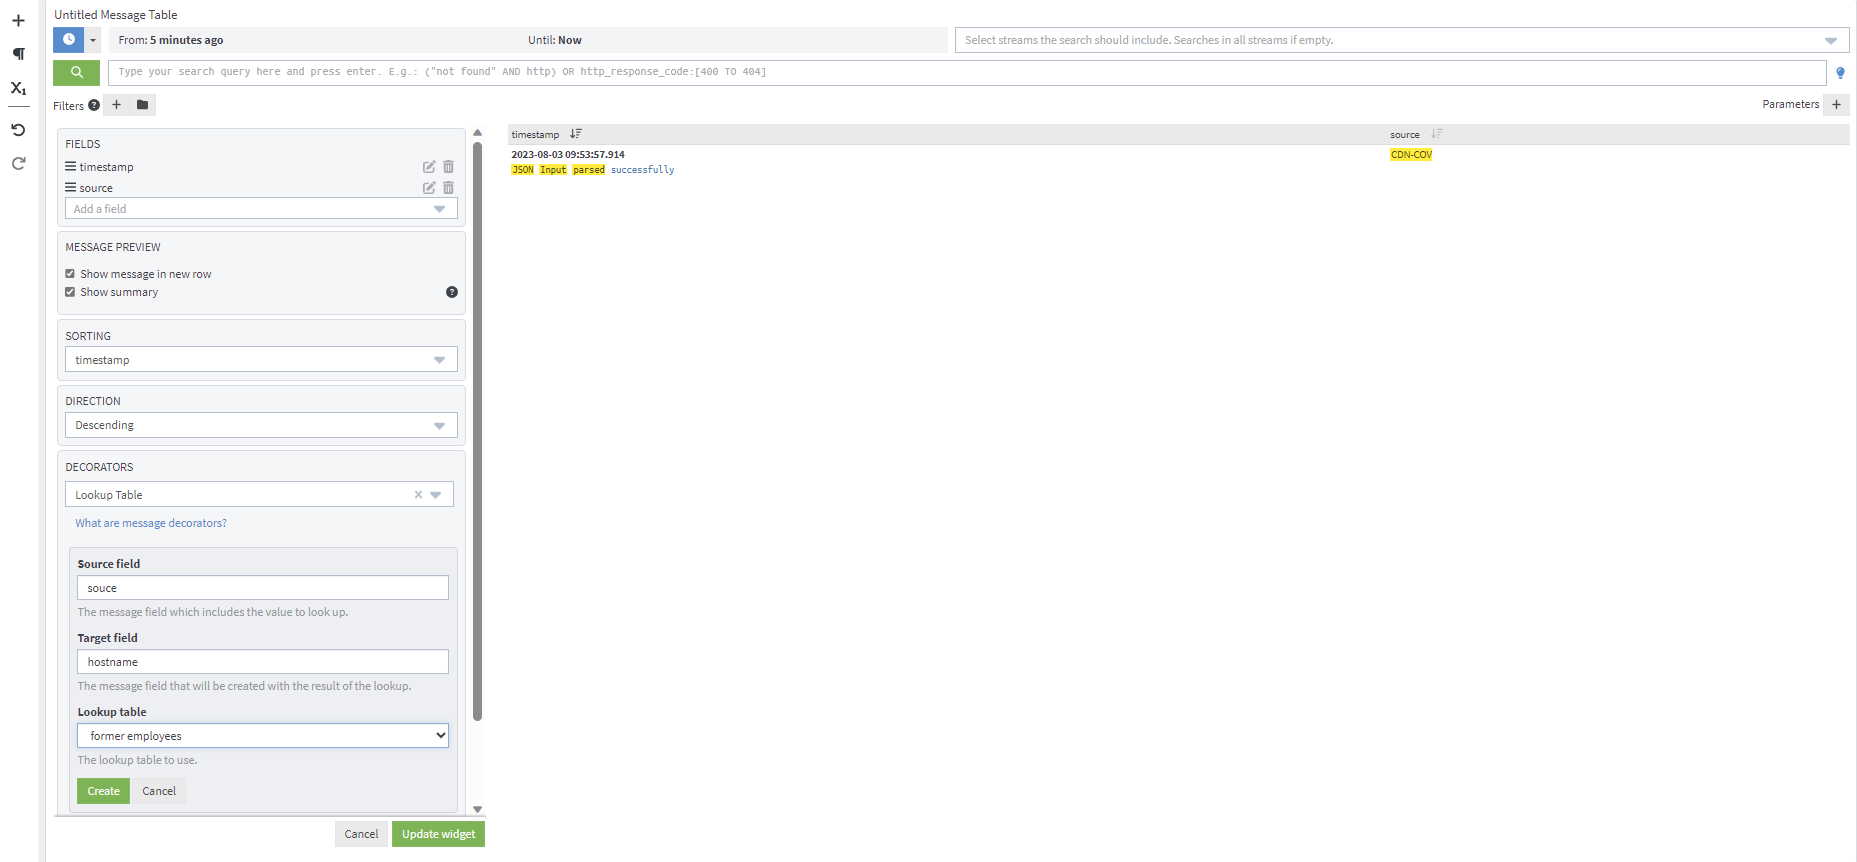 Untitled Message Table
From: 5 minutes ago
Until: Now
Select streams the search should include. Searches in all streams if empty.
Type your search query here and press enter. E.g.: ("not found" AND http) OR http_response_code:[400 TO 404]
Filters
Parameters
FIELDS
timestamp
source
Add a field
MESSAGE PREVIEW
Show message in new row
Show summary
SORTING
timestamp
DIRECTION
Descending
DECORATORS
Lookup Table
What are message decorators?
Source field
souce
The message field which includes the value to look up.
Target field
hostname
The message field that will be created with the result of the lookup.
Lookup table
former employees
The lookup table to use.
Create
Cancel
Cancel
Update widget
timestamp
source
2023-08-03 09:53:57.914
CDN-COV
JSON Input parsed successfully